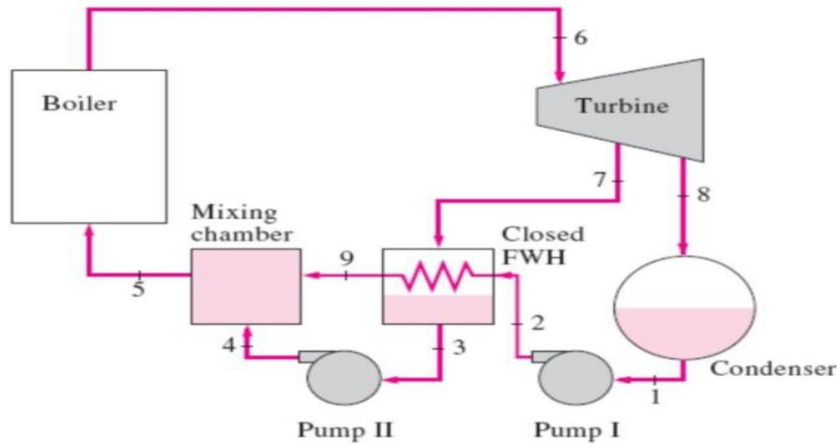 6
Boiler
Turbine
7
8
Mixing
chamber
Closed
FWH
9
5
2
4
3
Condenser
1
Pump II
Pump I